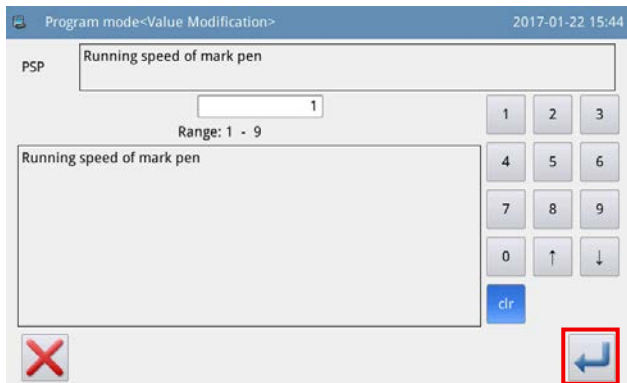 Program mode<Value Modification>
2017-01-22 15:44
PSP
Running speed of mark pen
1
Range: 1 - 9
Running speed of mark pen
1 2 3
4 5 6
7 8 9
0 ↑ ↓
clr